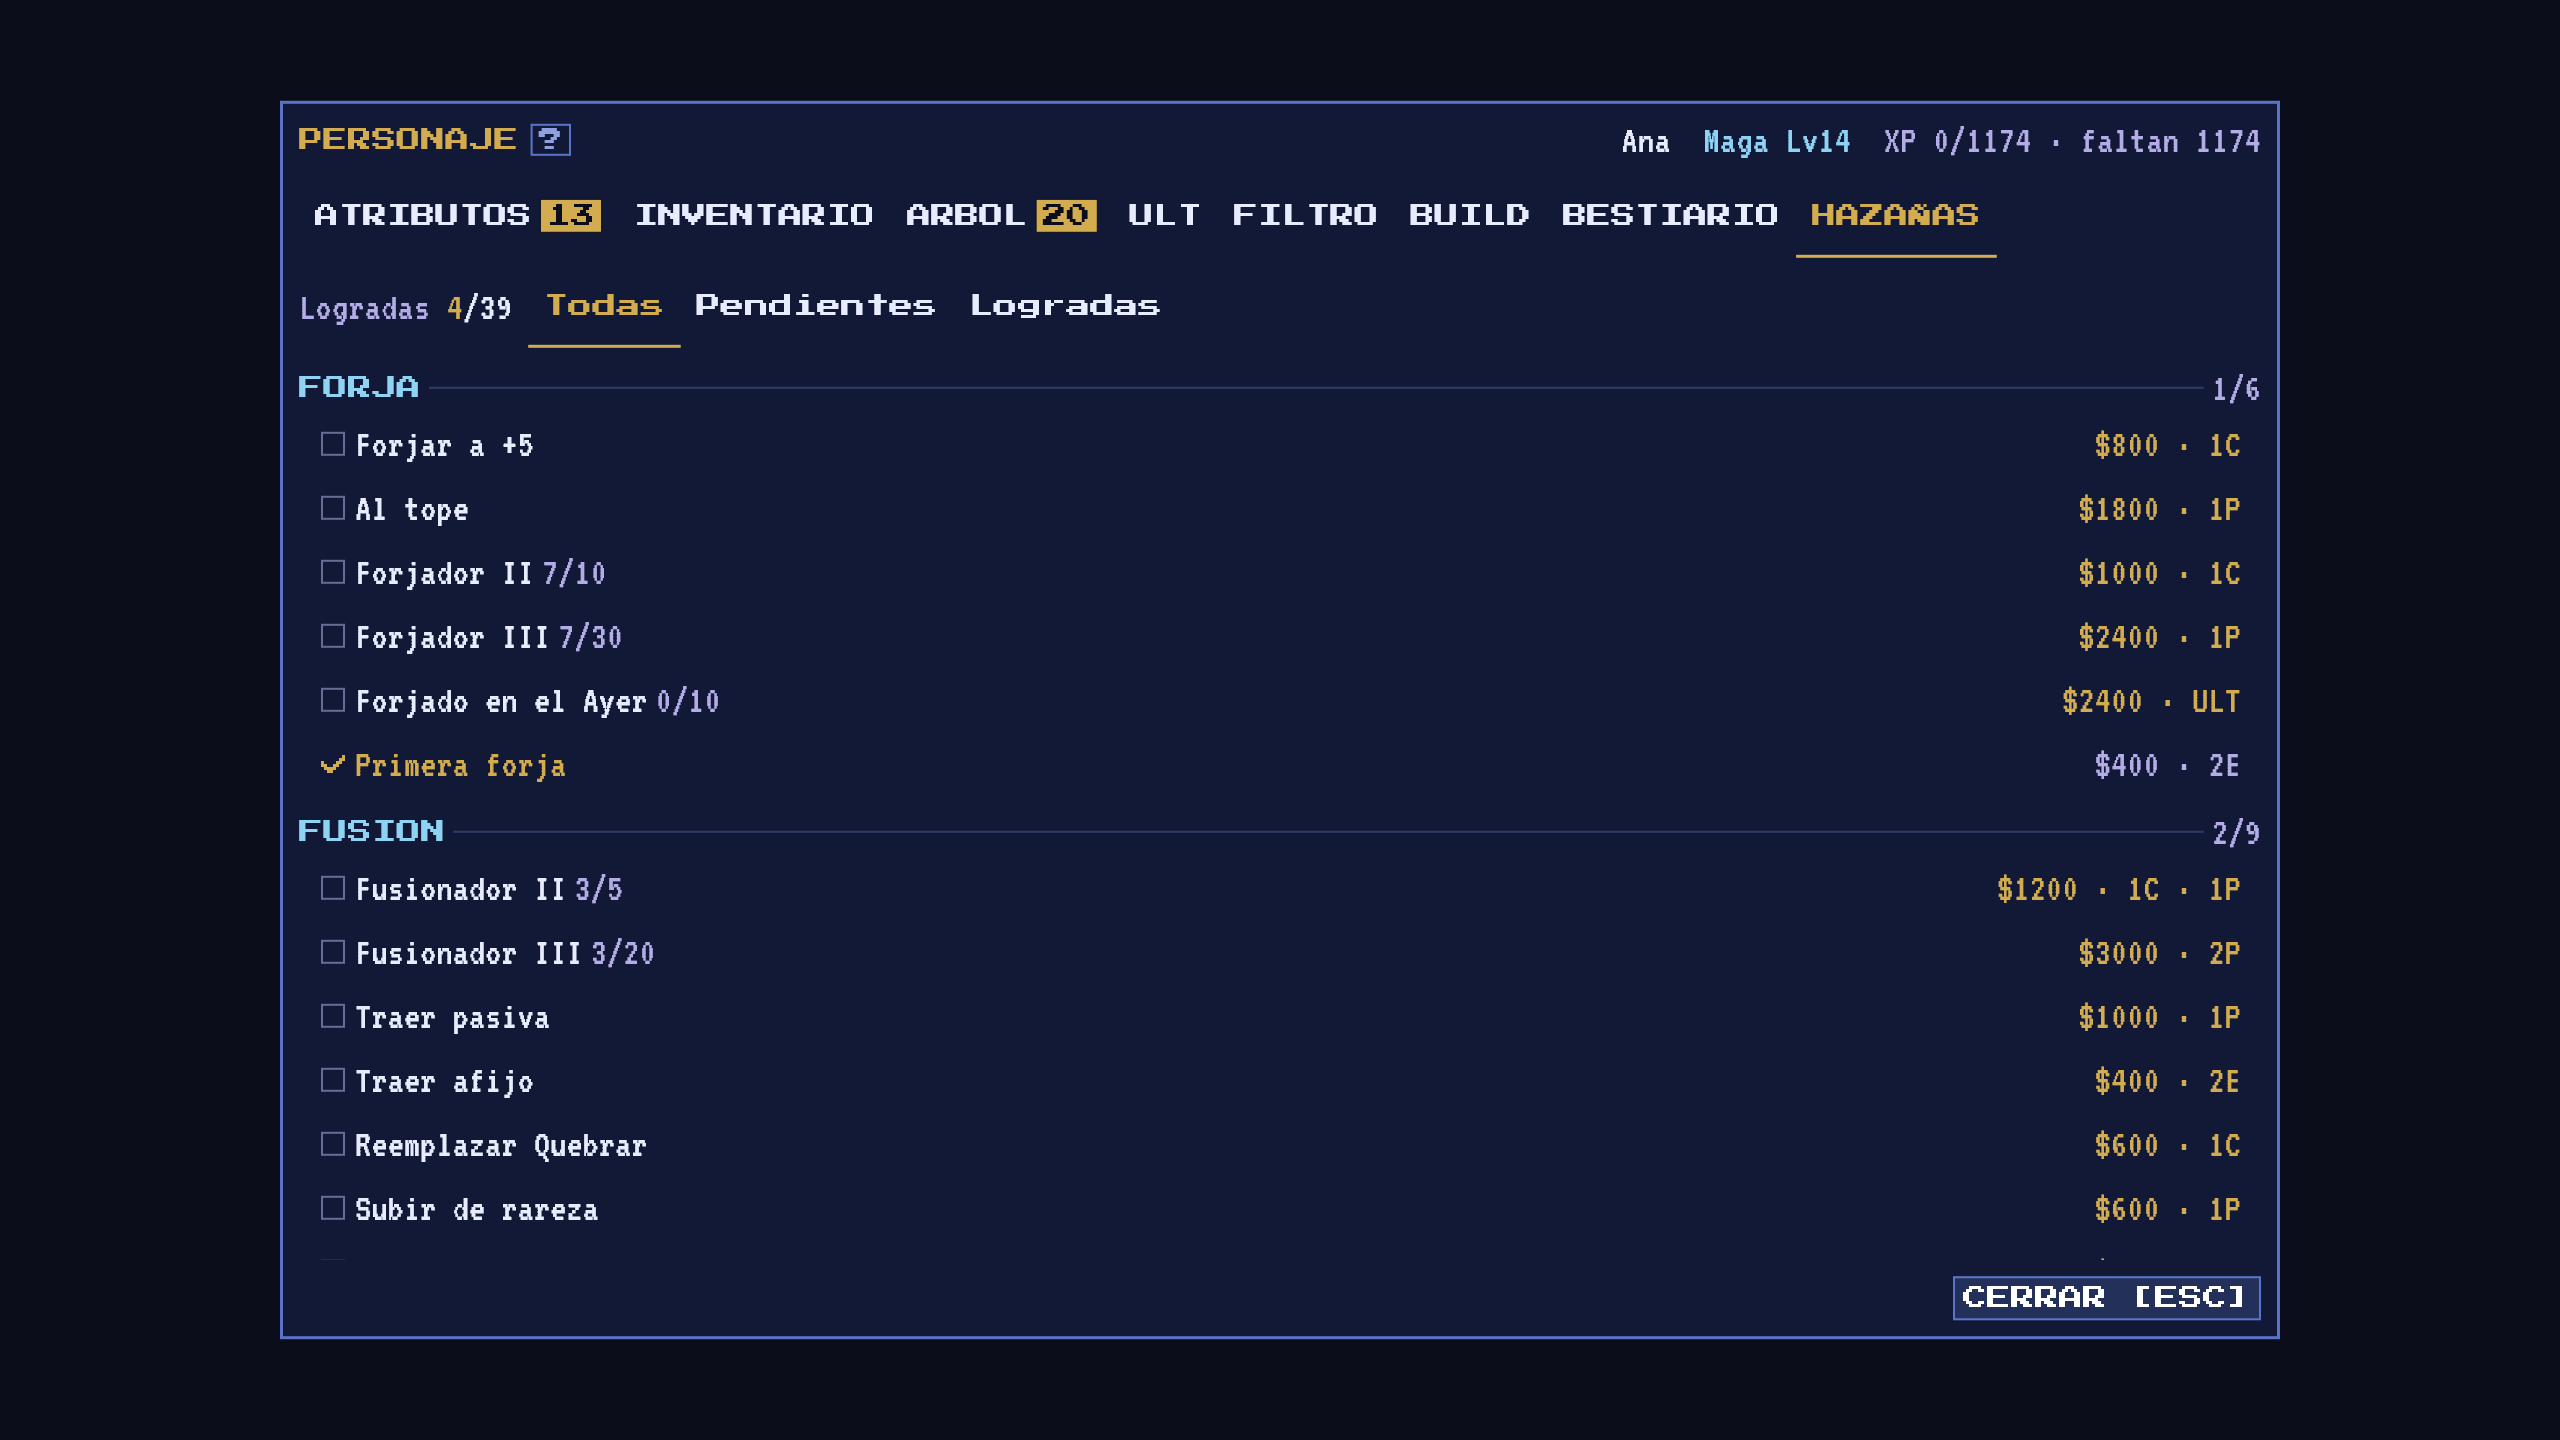 PERSONAJE ? Ana Maga Lv14 XP 0/1174 · faltan 1174
ATRIBUTOS 13 INVENTARIO ARBOL 20 ULT FILTRO BUILD BESTIARIO HAZAÑAS
Logradas 4/39 Todas Pendientes Logradas
FORJA 1/6
Forjar a +5 $800 · 1C
Al tope $1800 · 1P
Forjador II 7/10 $1000 · 1C
Forjador III 7/30 $2400 · 1P
Forjado en el Ayer 0/10 $2400 · ULT
Primera forja $400 · 2E
FUSION 2/9
Fusionador II 3/5 $1200 · 1C · 1P
Fusionador III 3/20 $3000 · 2P
Traer pasiva $1000 · 1P
Traer afijo $400 · 2E
Reemplazar Quebrar $600 · 1C
Subir de rareza $600 · 1P
CERRAR [ESC]